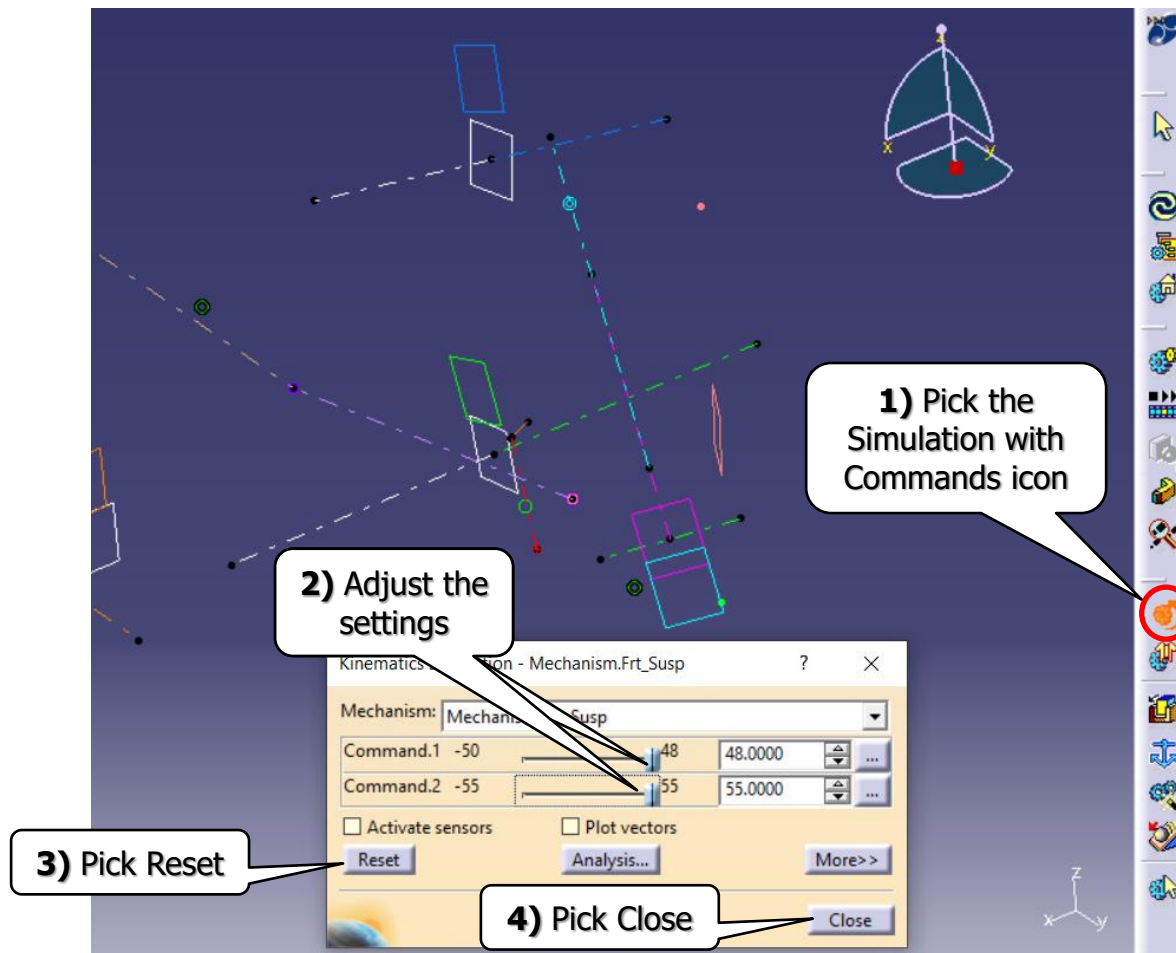 z
x
y
1) Pick the
Simulation with
Commands icon
2) Adjust the
settings
Kinematics tion - Mechanism.Frt_Susp ? ×
Mechanism: Mechanis Susp
Command.1 -50 48 48.0000 ...
Command.2 -55 55 55.0000 ...
Activate sensors Plot vectors
3) Pick Reset
Reset Analysis... More>>
4) Pick Close
Close
z
x
y